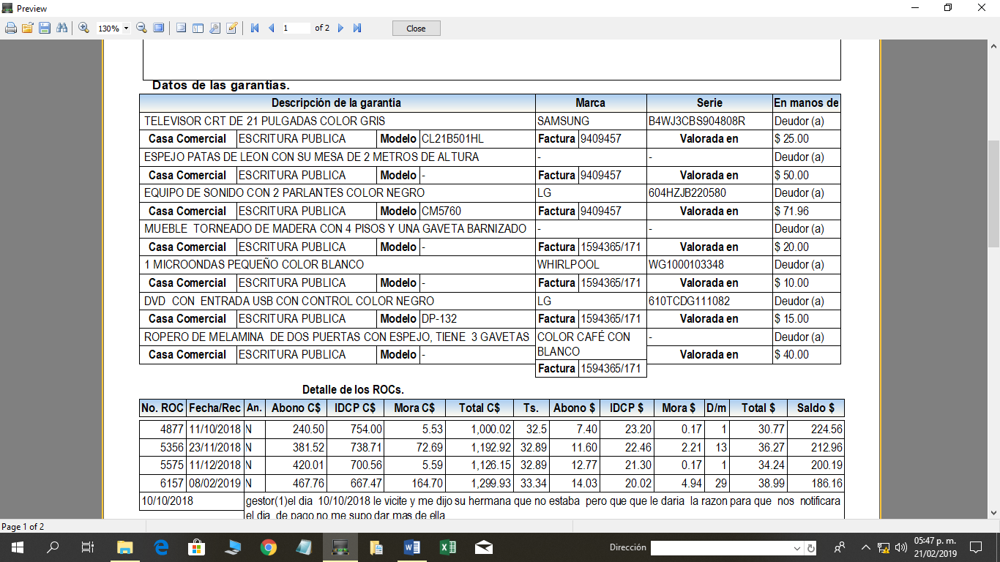 Preview
130% 1 of 2 Close
Datos de las garantias.
Descripción de la garantia Marca Serie En manos de
TELEVISOR CRT DE 21 PULGADAS COLOR GRIS SAMSUNG B4WJ3CBS904808R Deudor (a)
Casa Comercial ESCRITURA PUBLICA Modelo CL21B501HL Factura 9409457 Valorada en $ 25.00
ESPEJO PATAS DE LEON CON SU MESA DE 2 METROS DE ALTURA - - Deudor (a)
Casa Comercial ESCRITURA PUBLICA Modelo - Factura 9409457 Valorada en $ 50.00
EQUIPO DE SONIDO CON 2 PARLANTES COLOR NEGRO LG 604HZJB220580 Deudor (a)
Casa Comercial ESCRITURA PUBLICA Modelo CM5760 Factura 9409457 Valorada en $ 71.96
MUEBLE TORNEADO DE MADERA CON 4 PISOS Y UNA GAVETA BARNIZADO - - Deudor (a)
Casa Comercial ESCRITURA PUBLICA Modelo - Factura 1594365/171 Valorada en $ 20.00
1 MICROONDAS PEQUEÑO COLOR BLANCO WHIRLPOOL WG1000103348 Deudor (a)
Casa Comercial ESCRITURA PUBLICA Modelo - Factura 1594365/171 Valorada en $ 10.00
DVD CON ENTRADA USB CON CONTROL COLOR NEGRO LG 610TCDG111082 Deudor (a)
Casa Comercial ESCRITURA PUBLICA Modelo DP-132 Factura 1594365/171 Valorada en $ 15.00
ROPERO DE MELAMINA DE DOS PUERTAS CON ESPEJO, TIENE 3 GAVETAS COLOR CAFÉ CON BLANCO - Deudor (a)
Casa Comercial ESCRITURA PUBLICA Modelo - Factura 1594365/171 Valorada en $ 40.00
Detalle de los ROCs.
No. ROC Fecha/Rec An. Abono C$ IDCP C$ Mora C$ Total C$ Ts. Abono $ IDCP $ Mora $ D/m Total $ Saldo $
4877 11/10/2018 N 240.50 754.00 5.53 1,000.02 32.5 7.40 23.20 0.17 1 30.77 224.56
5356 23/11/2018 N 381.52 738.71 72.69 1,192.92 32.89 11.60 22.46 2.21 13 36.27 212.96
5575 11/12/2018 N 420.01 700.56 5.59 1,126.15 32.89 12.77 21.30 0.17 1 34.24 200.19
6157 08/02/2019 N 467.76 667.47 164.70 1,299.93 33.34 14.03 20.02 4.94 29 38.99 186.16
10/10/2018 gestor(1)el dia 10/10/2018 le vicite y me dijo su hermana que no estaba pero que que le daria la razon para que nos notificara
el dia de pago no me supo dar mas de ella
Page 1 of 2
Dirección
05:47 p. m.
21/02/2019